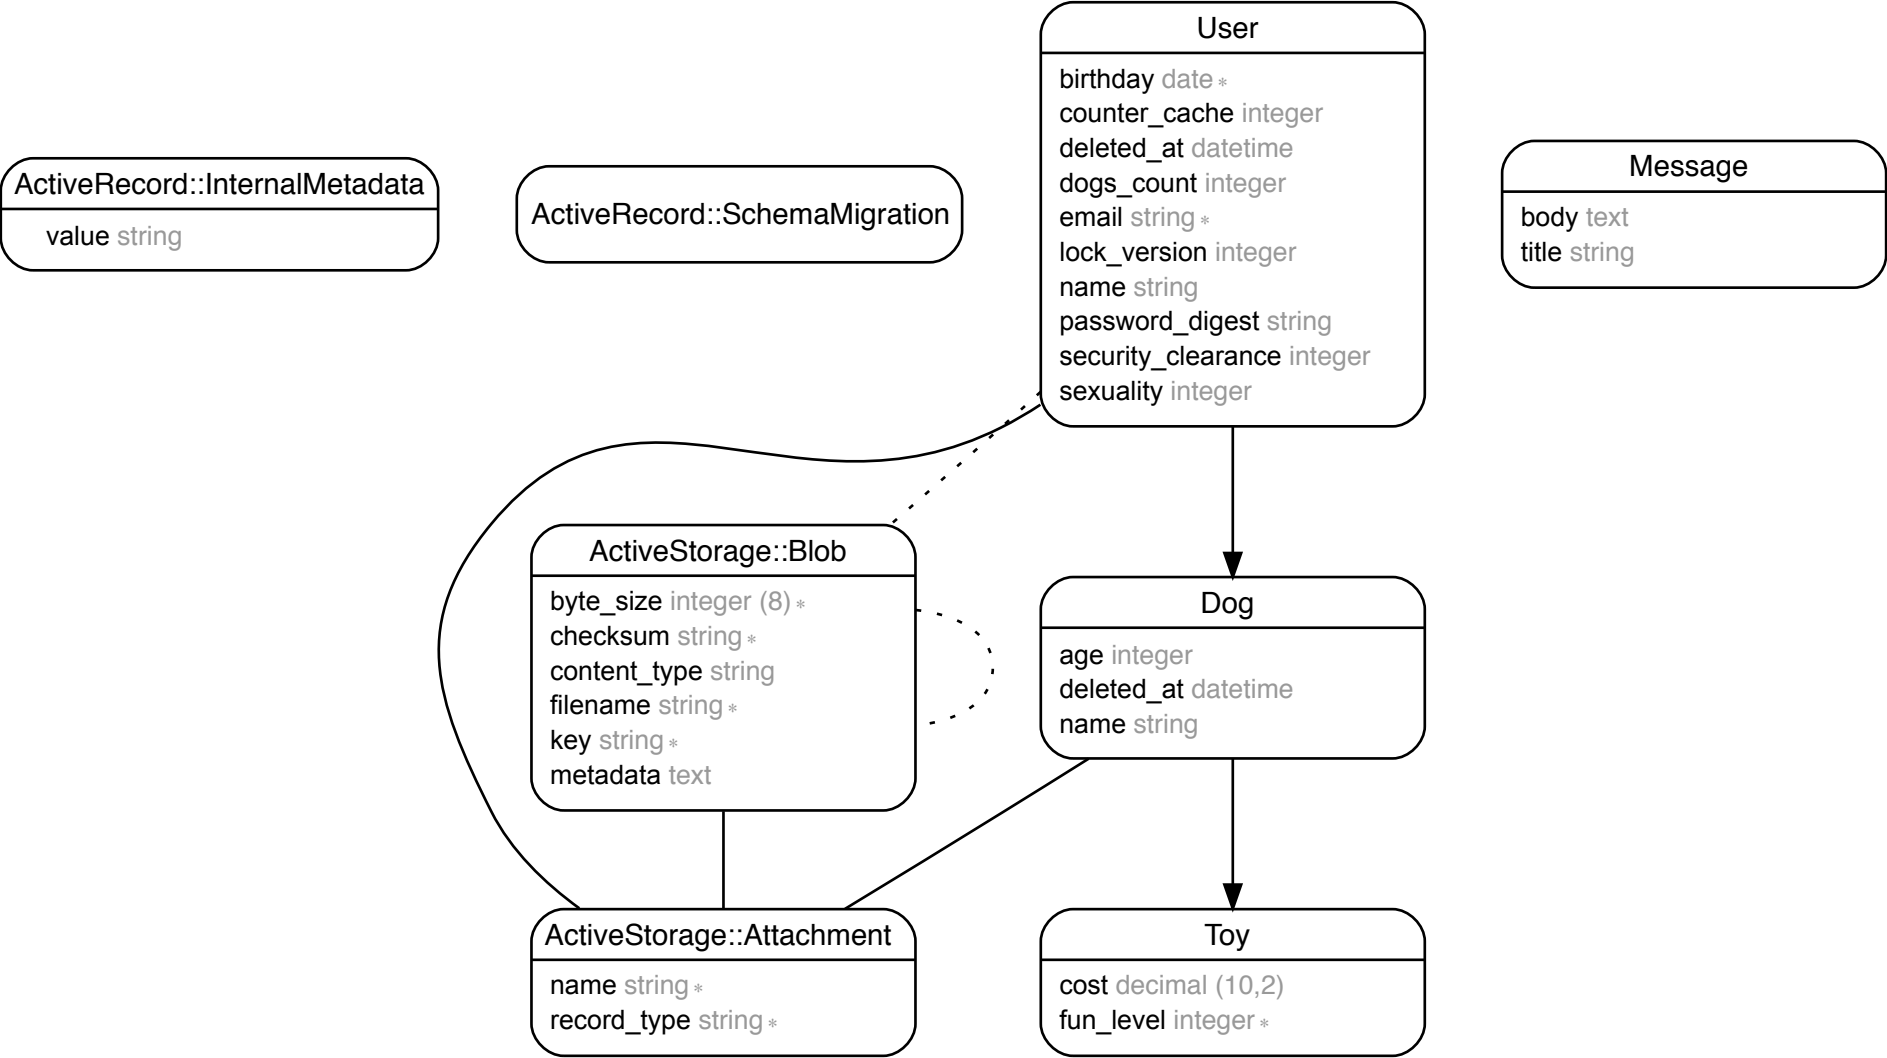 User
birthday date *
counter_cache integer
deleted_at datetime
dogs_count integer
email string *
lock_version integer
name string
password_digest string
security_clearance integer
sexuality integer
ActiveRecord::InternalMetadata
value string
ActiveRecord::SchemaMigration
Message
body text
title string
ActiveStorage::Blob
byte_size integer (8) *
checksum string *
content_type string
filename string *
key string *
metadata text
Dog
age integer
deleted_at datetime
name string
ActiveStorage::Attachment
name string *
record_type string *
Toy
cost decimal (10,2)
fun_level integer *